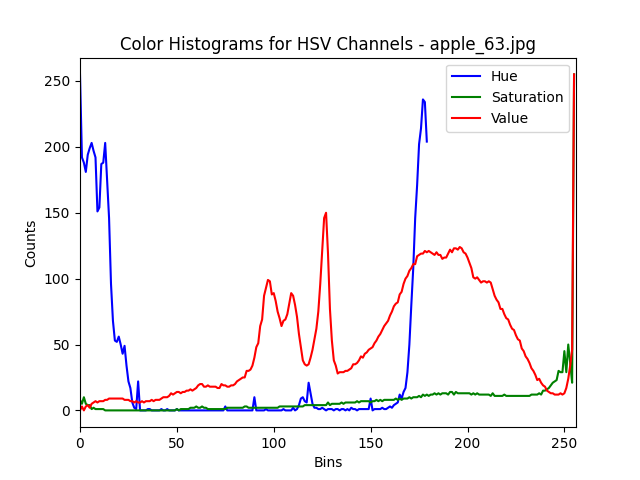 Color Histograms for HSV Channels - apple_63.jpg
Hue
Saturation
Value
Counts
250
200
150
100
50
0
0 50 100 150 200 250
Bins